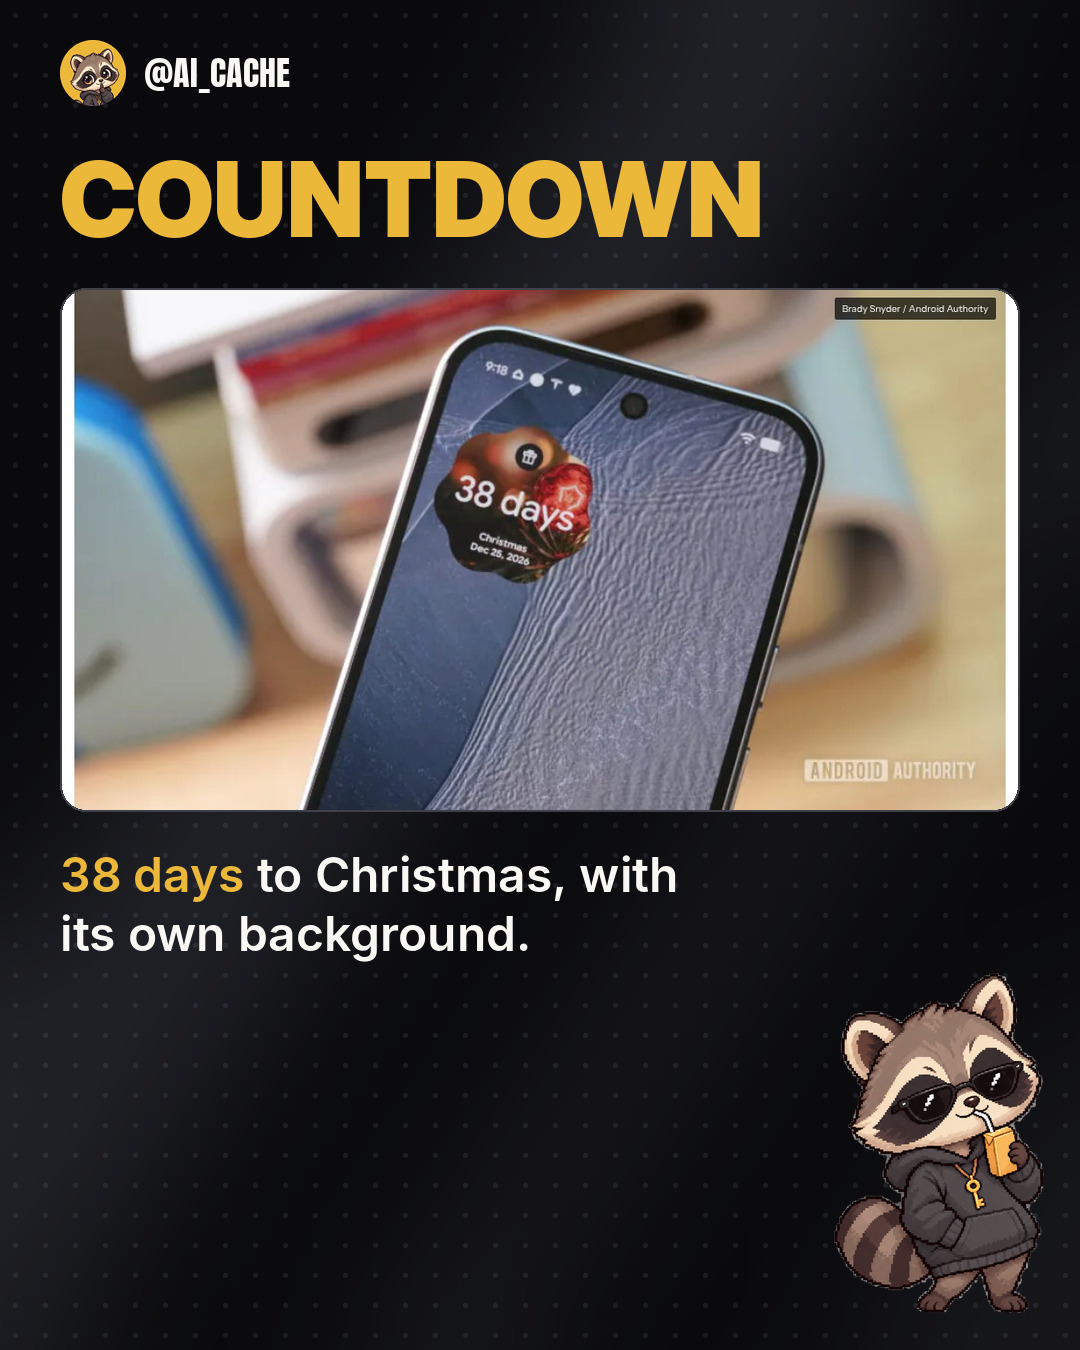 @AI_CACHE
COUNTDOWN
Brady Snyder / Android Authority
9:18
38 days
Christmas
Dec 25, 2026
ANDROID AUTHORITY
38 days to Christmas, with
its own background.